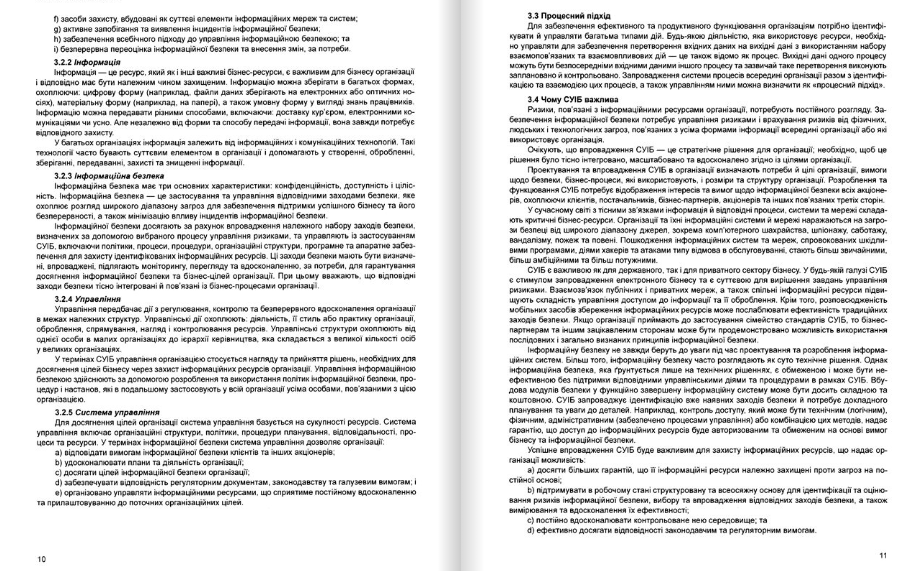 f) засоби захисту, вбудовані як суттєві елементи інформаційних мереж та систем;
g) активне запобігання та виявлення інцидентів інформаційної безпеки;
h) забезпечення всебічного підходу до управління інформаційною безпекою; та
i) безперервна переоцінка інформаційної безпеки та внесення змін, за потреби.
3.2.2 Інформація
Інформація — це ресурс, який як і інші важливі бізнес-ресурси, є важливим для бізнесу організації
і відповідально має бути належним чином захищеним. Інформацію можна зберігати в багатьох формах,
охоплюючи: цифрову форму (наприклад, файли даних зберігають на електронних або оптичних но-
сіях), матеріальну форму (наприклад, на папері), а також умовну форму у вигляді знань працівників.
Інформацію можна передавати різними способами, включаючи: доставку кур'єром, електронними ко-
мунікаціями чи усно. Але незалежно від форми та способу передачі інформації, вона завжди потребує
відповідного захисту.
У багатьох організаціях інформація залежить від інформаційних і комунікаційних технологій. Такі
технології часто бувають суттєвим елементом в організації і допомагають у створенні, обробленні,
зберіганні, передаванні, захисті та знищенні інформації.
3.2.3 Інформаційна безпека
Інформаційна безпека має три основних характеристики: конфіденційність, доступність і ціліс-
ність. Інформаційна безпека — це застосування та управління відповідними заходами безпеки, яке
охоплює розгляд широкого діапазону загроз для забезпечення підтримки успішного бізнесу та його
безперервності, а також мінімізацію впливу інцидентів інформаційної безпеки.
Інформаційної безпеки досягають за рахунок впровадження належного набору заходів безпеки,
визначених за допомогою вибраного процесу управління ризиками, та управляють із застосуванням
СУІБ, включаючи політики, процеси, процедури, організаційні структури, програмне та апаратне забез-
печення для захисту ідентифікованих інформаційних ресурсів. Ці заходи безпеки мають бути визначе-
ні, впроваджені, підлягають моніторингу, перегляду та вдосконаленню, за потреби, для гарантування
досягнення інформаційної безпеки та бізнес-цілей організації. При цьому вважають, що відповідні
заходи безпеки тісно інтегровані й пов'язані із бізнес-процесами організації.
3.2.4 Управління
Управління передбачає дії з регулювання, контролю та безперервного вдосконалення організації
в межах належних структур. Управлінські дії охоплюють: діяльність, її стиль або практику організації,
оброблення, спрямування, нагляд і контролювання ресурсів. Управлінські структури охоплюють від
однієї особи в малих організаціях до ієрархії керівництва, яка складається з великої кількості осіб
у великих організаціях.
У термінах СУІБ управління організацією стосується нагляду та прийняття рішень, необхідних для
досягнення цілей бізнесу через захист інформаційних ресурсів організації. Управління інформаційною
безпекою здійснюють за допомогою розроблення та використання політик інформаційної безпеки, про-
цедур і настанов, які в подальшому застосовують у всій організації усіма особами, пов'язаними з цією
організацією.
3.2.5 Система управління
Для досягнення цілей організації система управління базується на сукупності ресурсів. Система
управління включає організаційні структури, політики, процедури планування, відповідальності, про-
цеси та ресурси. У термінах інформаційної безпеки система управління дозволяє організації:
a) відповідати вимогам інформаційної безпеки клієнтів та інших акціонерів;
b) удосконалювати плани та діяльність організації;
c) досягати цілей інформаційної безпеки організації;
d) забезпечувати відповідність регуляторним документам, законодавству та галузевим вимогам; і
e) організовано управляти інформаційними ресурсами, що сприятиме постійному вдосконаленню
та прилаштовуванню до поточних організаційних цілей.
10
3.3 Процесний підхід
Для забезпечення ефективного та продуктивного функціонування організаціям потрібно ідентифі-
кувати й управляти багатьма типами дій. Будь-якою діяльністю, яка використовує ресурси, необхід-
но управляти для забезпечення перетворення вхідних даних на вихідні дані з використанням набору
взаємопов'язаних та взаємовпливових дій — це також відомо як процес. Вихідні дані одного процесу
можуть бути безпосередніми вхідними даними іншого процесу та зазвичай таке перетворення виконують
заплановано й контрольовано. Запровадження системи процесів всередині організації разом з ідентифі-
кацією та взаємодією цих процесів, а також управлінням ними можна визначити як «процесний підхід».
3.4 Чому СУІБ важлива
Ризики, пов'язані з інформаційними ресурсами організації, потребують постійного розгляду. За-
безпечення інформаційної безпеки потребує управління ризиками і врахування ризиків від фізичних,
людських і технологічних загроз, пов'язаних з усіма формами інформації всередині організації або які
використовує організація.
Очікують, що впровадження СУІБ — це стратегічне рішення для організації; необхідно, щоб це
рішення було тісно інтегровано, масштабовано та вдосконалено згідно із цілями організації.
Проектування та впровадження СУІБ в організації визначають потреби й цілі організації, вимоги
щодо безпеки, бізнес-процеси, які використовують, і розміри та структуру організації. Розроблення та
функціонування СУІБ потребує відображення інтересів та вимог щодо інформаційної безпеки всіх акціоне-
рів, охоплюючи клієнтів, постачальників, бізнес-партнерів, акціонерів та інших пов'язаних третіх сторін.
У сучасному світі з тісними зв'язками інформація й відповідні процеси, системи та мережі склада-
ють критичні бізнес-ресурси. Організації та їхні інформаційні системи й мережі наражаються на загро-
зи безпеці від широкого діапазону джерел, зокрема комп'ютерного шахрайства, шпіонажу, саботажу,
вандалізму, пожеж та повені. Пошкодження інформаційних систем та мереж, спровокованих шкідли-
вими програмами, діями хакерів та атаками типу відмова в обслуговуванні, стають більш звичайними,
більш амбіційними та більш потужними.
СУІБ є важливою як для державного, так і для приватного сектору бізнесу. У будь-якій галузі СУІБ
є стимулом запровадження електронного бізнесу та є суттєвою для вирішення завдань управління
ризиками. Взаємозв'язок публічних і приватних мереж, а також спільні інформаційні ресурси підви-
щують складність управління доступом до інформації та її оброблення. Крім того, розповсюдженість
мобільних засобів збереження інформаційних ресурсів може послаблювати ефективність традиційних
заходів безпеки. Якщо організації приймають до застосування сімейство стандартів СУІБ, то бізнес-
партнерам та іншим зацікавленим сторонам може бути продемонстровано можливість використання
послідовних і загально визнаних принципів інформаційної безпеки.
Інформаційну безпеку не завжди беруть до уваги під час проектування та розроблення інформа-
ційних систем. Більш того, інформаційну безпеку часто розглядають як суто технічне рішення. Однак
інформаційна безпека, яка ґрунтується лише на технічних рішеннях, є обмеженою і може бути не-
ефективною без підтримки відповідними управлінськими діями та процедурами в рамках СУІБ. Вбу-
дова модулів безпеки у функційно завершену інформаційну систему може бути досить складною та
коштовною. СУІБ запроваджує ідентифікацію вже наявних заходів безпеки й потребує докладного
планування та уваги до деталей. Наприклад, контроль доступу, який може бути технічним (логічним),
фізичним, адміністративним (забезпечено процесами управління) або комбінацією цих методів, надає
гарантію, що доступ до інформаційних ресурсів буде авторизованим та обмеженим на основі вимог
бізнесу та інформаційної безпеки.
Успішне впровадження СУІБ буде важливим для захисту інформаційних ресурсів, що надає ор-
ганізації можливість:
a) досягти більших гарантій, що її інформаційні ресурси належно захищені проти загроз на по-
стійної основі;
b) підтримувати в робочому стані структуровану та всеосяжну основу для ідентифікації та оціню-
вання ризиків інформаційної безпеки, вибору та впровадження відповідних заходів безпеки, а також
вимірювання та вдосконалення їх ефективності;
c) постійно вдосконалювати контрольоване нею середовище; та
d) ефективно досягати відповідності законодавчим та регуляторним вимогам.
11